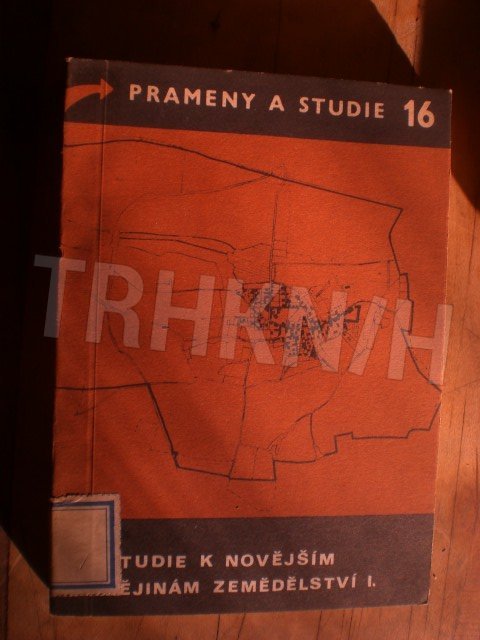 PRAMENY A STUDIE 16
TRHKNIH
TUDIE K NOVĚJŠÍM
ĚJINÁM ZEMĚDĚLSTVÍ I.